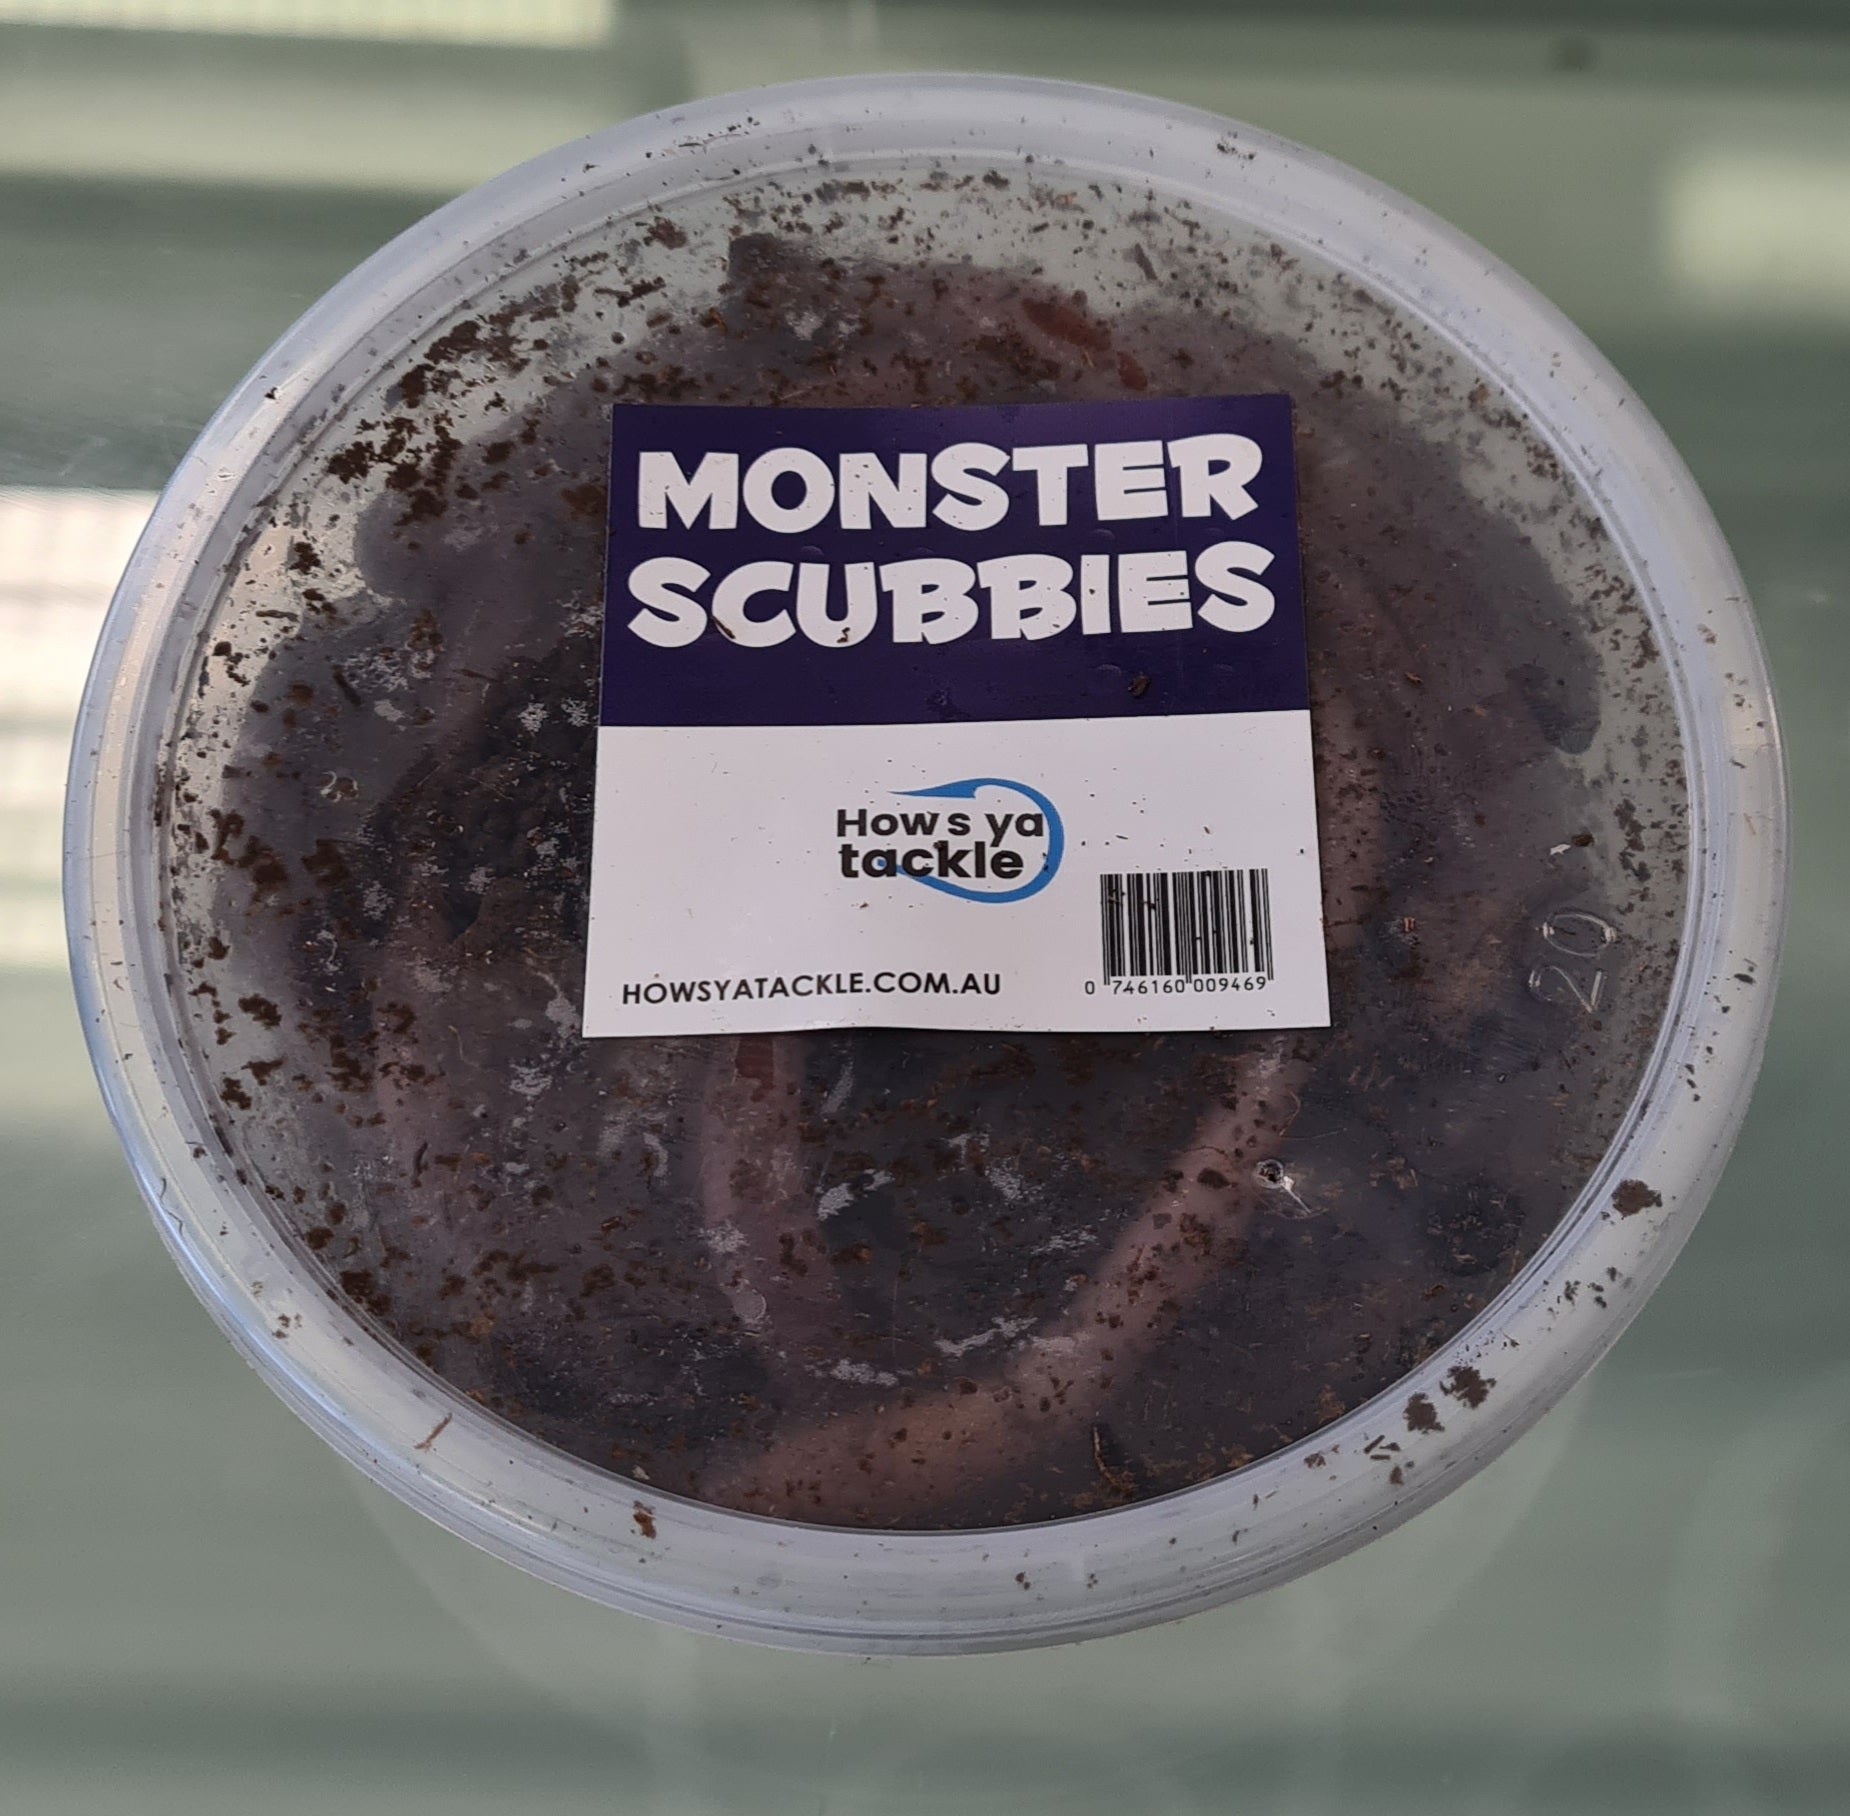 MONSTER
SCUBBIES
Hows ya
tackle
HOWSYATACKLE.COM.AU
0 746160 009469
20